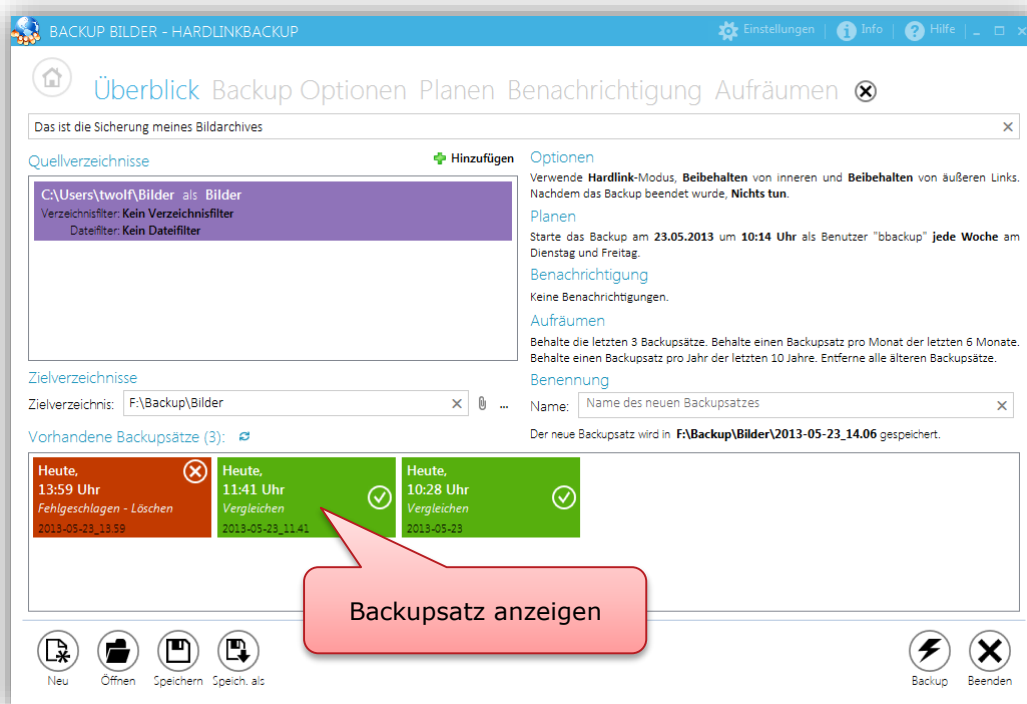 BACKUP BILDER - HARDLINKBACKUP
Einstellungen | Info | Hilfe |
Überblick Backup Optionen Planen Benachrichtigung Aufräumen
Das ist die Sicherung meines Bildarchives
Quellverzeichnisse
Hinzufügen
C:\Users\twolf\Bilder als Bilder
Verzeichnisfilter: Kein Verzeichnisfilter
Dateifilter: Kein Dateifilter
Optionen
Verwende Hardlink-Modus, Beibehalten von inneren und Beibehalten von äußeren Links.
Nachdem das Backup beendet wurde, Nichts tun.
Planen
Starte das Backup am 23.05.2013 um 10:14 Uhr als Benutzer "bbackup" jede Woche am
Dienstag und Freitag.
Benachrichtigung
Keine Benachrichtigungen.
Aufräumen
Behalte die letzten 3 Backupsätze. Behalte einen Backupsatz pro Monat der letzten 6 Monate.
Behalte einen Backupsatz pro Jahr der letzten 10 Jahre. Entferne alle älteren Backupsätze.
Zielverzeichnisse
Zielverzeichnis: F:\Backup\Bilder
...
Benennung
Name: Name des neuen Backupsatzes
Der neue Backupsatz wird in F:\Backup\Bilder\2013-05-23_14.06 gespeichert.
Vorhandene Backupsätze (3):
Heute,
13:59 Uhr
Fehlgeschlagen - Löschen
2013-05-23_13.59
Heute,
11:41 Uhr
Vergleichen
2013-05-23_11.41
Heute,
10:28 Uhr
Vergleichen
2013-05-23
Backupsatz anzeigen
Neu
Öffnen
Speichern
Speich. als
Backup
Beenden